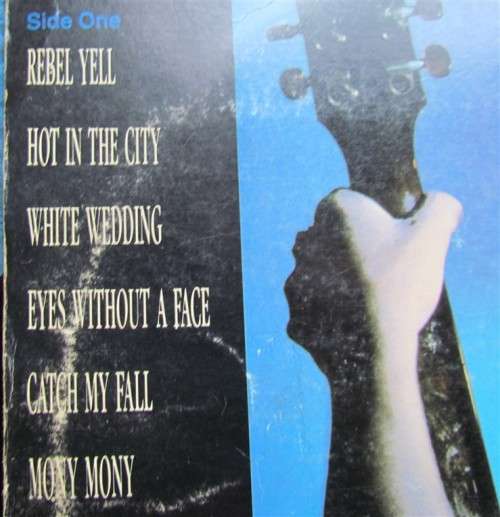 Side One
REBEL YELL
HOT IN THE CITY
WHITE WEDDING
EYES WITHOUT A FACE
CATCH MY FALL
MONY MONY